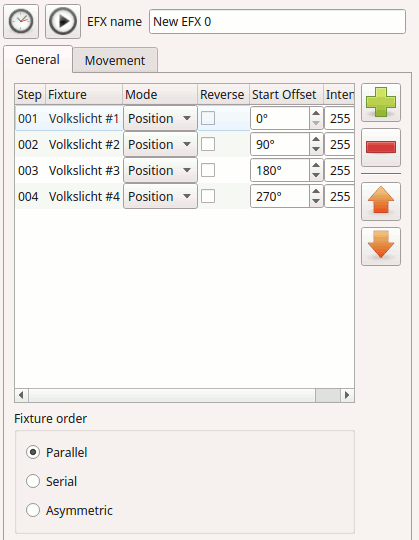 EFX name New EFX 0
General Movement
Step Fixture Mode Reverse Start Offset Inten
001 Volkslicht #1 Position 0° 255
002 Volkslicht #2 Position 90° 255
003 Volkslicht #3 Position 180° 255
004 Volkslicht #4 Position 270° 255
Fixture order
Parallel
Serial
Asymmetric